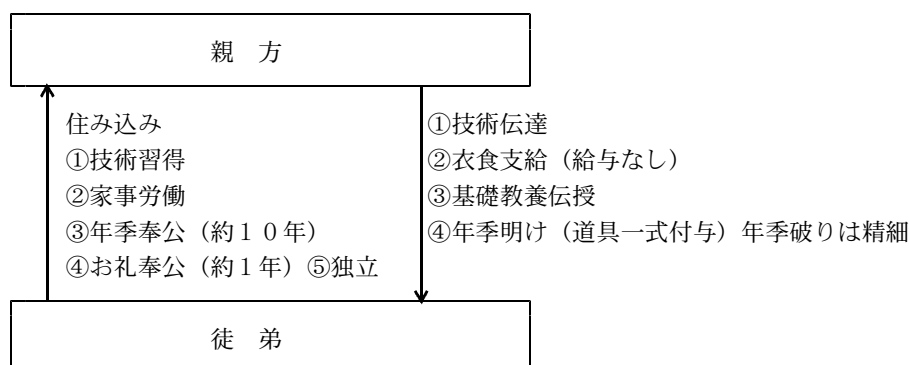 親　方
住み込み
①技術習得
②家事労働
③年季奉公（約１０年）
④お礼奉公（約１年）⑤独立
①技術伝達
②衣食支給（給与なし）
③基礎教養伝授
④年季明け（道具一式付与）年季破りは精細
徒　弟